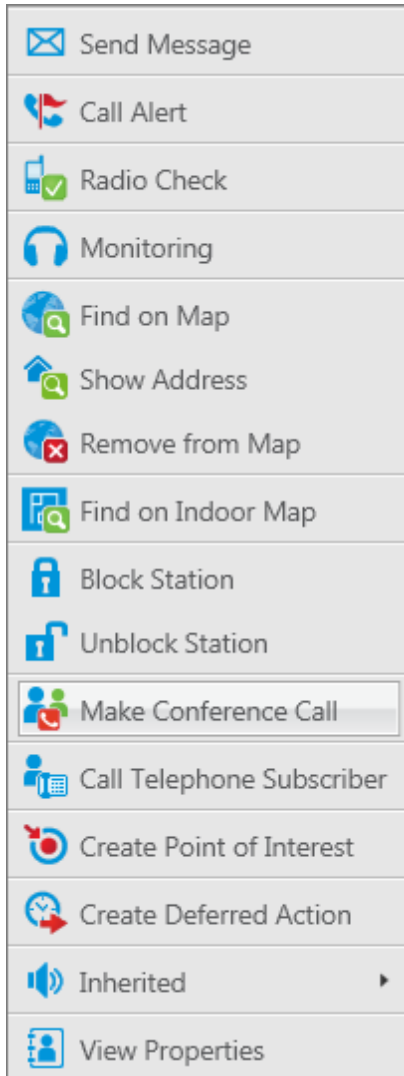 Send Message
Call Alert
Radio Check
Monitoring
Find on Map
Show Address
Remove from Map
Find on Indoor Map
Block Station
Unblock Station
Make Conference Call
Call Telephone Subscriber
Create Point of Interest
Create Deferred Action
Inherited
View Properties